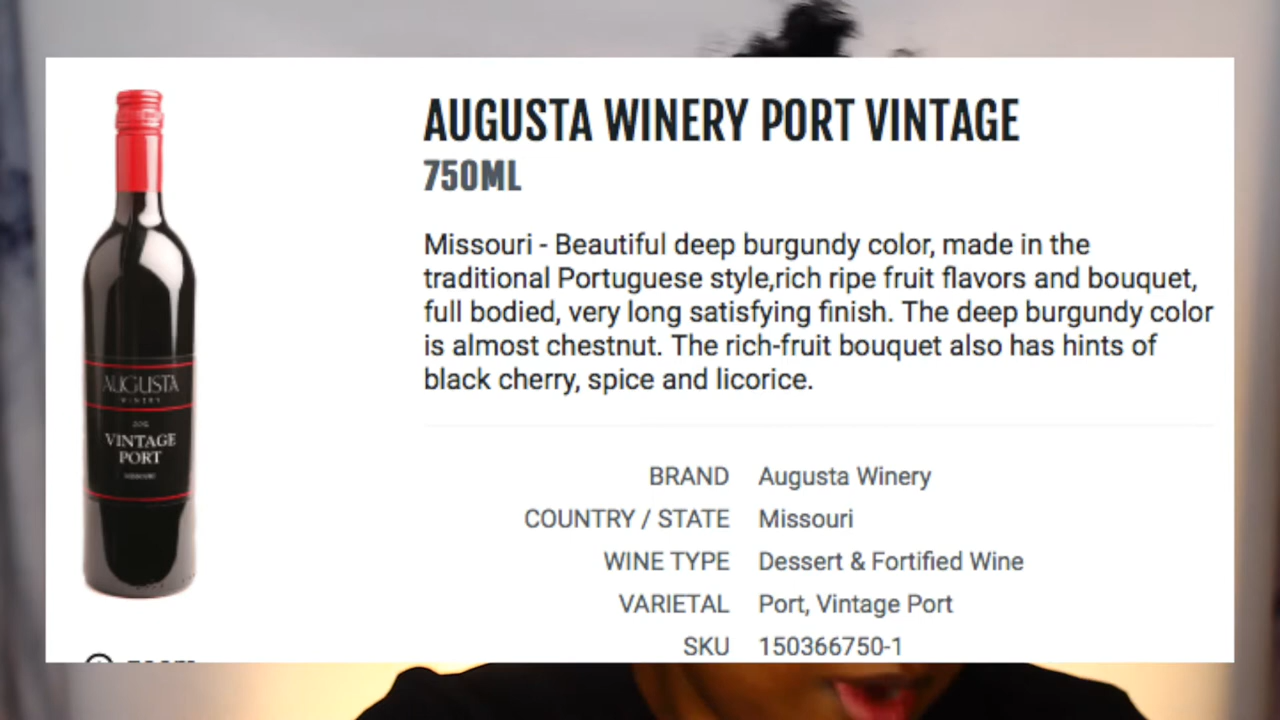 AUGUSTA WINERY PORT VINTAGE
750ML
Missouri - Beautiful deep burgundy color, made in the
traditional Portuguese style,rich ripe fruit flavors and bouquet,
full bodied, very long satisfying finish. The deep burgundy color
is almost chestnut. The rich-fruit bouquet also has hints of
black cherry, spice and licorice.
BRAND Augusta Winery
COUNTRY / STATE Missouri
WINE TYPE Dessert & Fortified Wine
VARIETAL Port, Vintage Port
SKU 150366750-1
AUGUSTA
WINERY
VINTAGE
PORT
MISSOURI